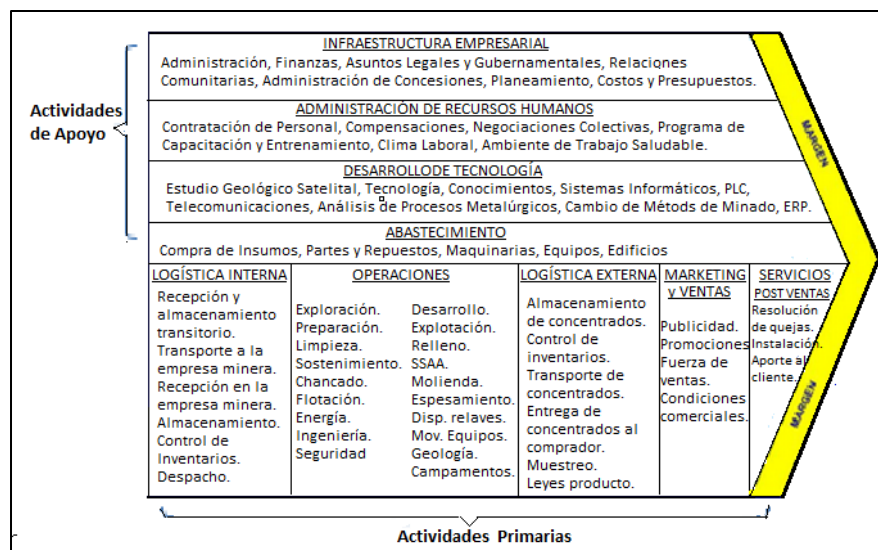 INFRAESTRUCTURA EMPRESARIAL
Administración, Finanzas, Asuntos Legales y Gubernamentales, Relaciones
Comunitarias, Administración de Concesiones, Planeamiento, Costos y Presupuestos.
Actividades
de Apoyo
ADMINISTRACIÓN DE RECURSOS HUMANOS
Contratación de Personal, Compensaciones, Negociaciones Colectivas, Programa de
Capacitación y Entrenamiento, Clima Laboral, Ambiente de Trabajo Saludable.
DESARROLLODE TECNOLOGÍA
Estudio Geológico Satelital, Tecnología, Conocimientos, Sistemas Informáticos, PLC,
Telecomunicaciones, Análisis de Procesos Metalúrgicos, Cambio de Métods de Minado, ERP.
ABASTECIMIENTO
Compra de Insumos, Partes y Repuestos, Maquinarias, Equipos, Edificios
MARGEN
LOGÍSTICA INTERNA
Recepción y
almacenamiento
transitorio.
Transporte a la
empresa minera.
Recepción en la
empresa minera.
Almacenamiento.
Control de
Inventarios.
Despacho.
OPERACIONES
Exploración.
Preparación.
Limpieza.
Sostenimiento.
Chancado.
Flotación.
Energía.
Ingeniería.
Seguridad
Desarrollo.
Explotación.
Relleno.
SSAA.
Molienda.
Espesamiento.
Disp. relaves.
Mov. Equipos.
Geología.
Campamentos.
LOGÍSTICA EXTERNA
Almacenamiento
de concentrados.
Control de
inventarios.
Transporte de
concentrados.
Entrega de
concentrados al
comprador.
Muestreo.
Leyes producto.
MARKETING
y VENTAS
Publicidad.
Promociones
Fuerza de
ventas.
Condiciones
comerciales.
SERVICIOS
POST VENTAS
Resolución
de quejas.
Instalación.
Aporte al
cliente.
MARGEN
Actividades Primarias